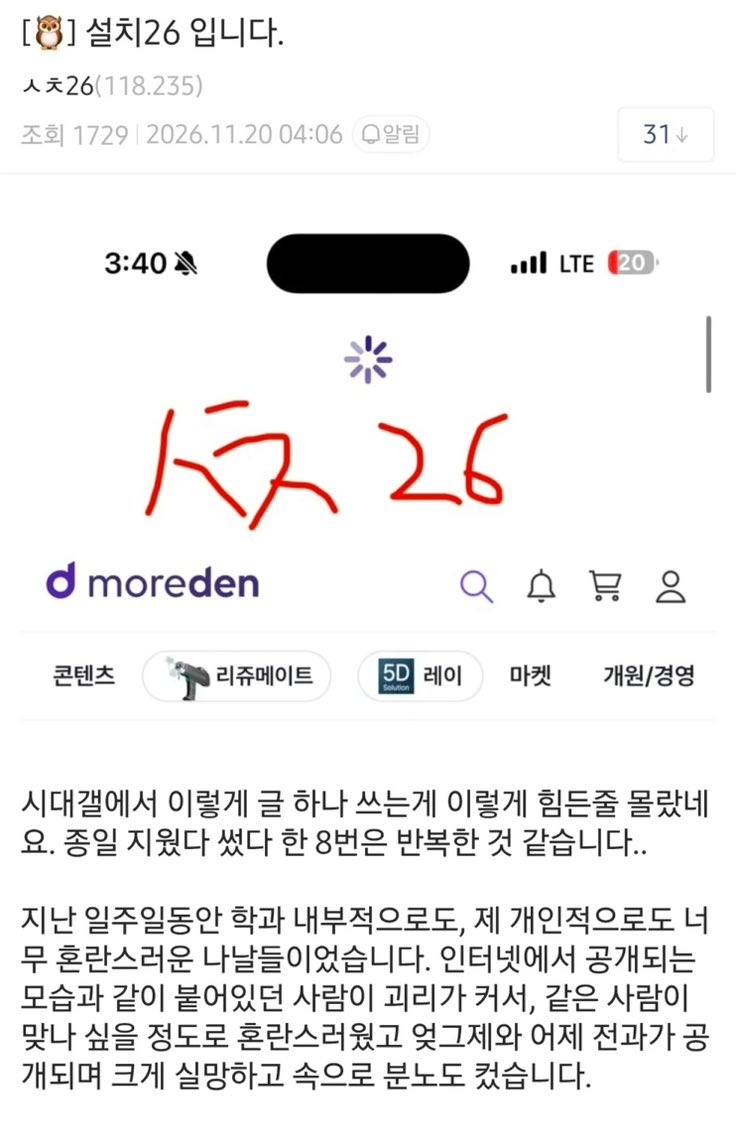 [🦉] 설치26 입니다.
ㅅㅊ26(118.235)
조회 1729 | 2026.11.20 04:06 알림
31↓
3:40 LTE 20
ㅅㅊ 26
d moreden
콘텐츠 리쥬메이트 5D Solution 레이 마켓 개원/경영
시대갤에서 이렇게 글 하나 쓰는게 이렇게 힘든줄 몰랐네
요. 종일 지웠다 썼다 한 8번은 반복한 것 같습니다..
지난 일주일동안 학과 내부적으로도, 제 개인적으로도 너
무 혼란스러운 나날들이었습니다. 인터넷에서 공개되는
모습과 같이 붙어있던 사람이 괴리가 커서, 같은 사람이
맞나 싶을 정도로 혼란스러웠고 엊그제와 어제 전과가 공
개되며 크게 실망하고 속으로 분노도 컸습니다.